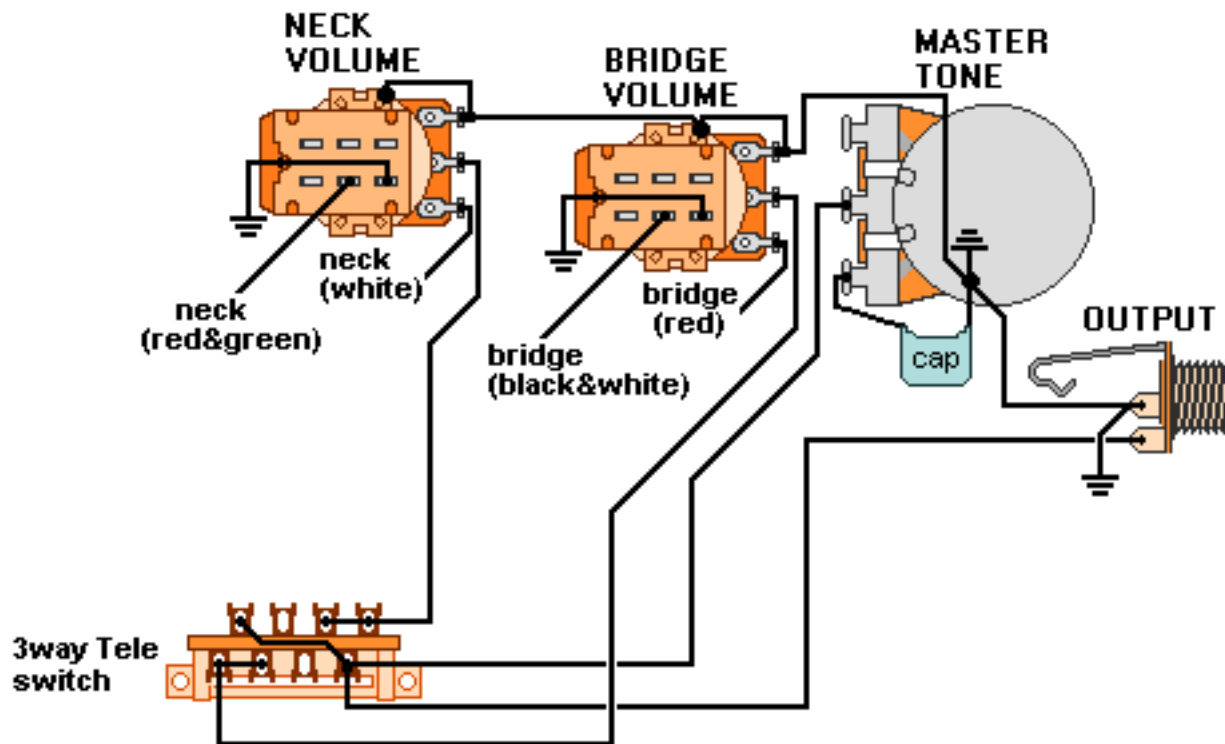 NECK
VOLUME
BRIDGE
VOLUME
MASTER
TONE
neck
(white)
neck
(red&green)
bridge
(red)
bridge
(black&white)
cap
OUTPUT
3way Tele
switch